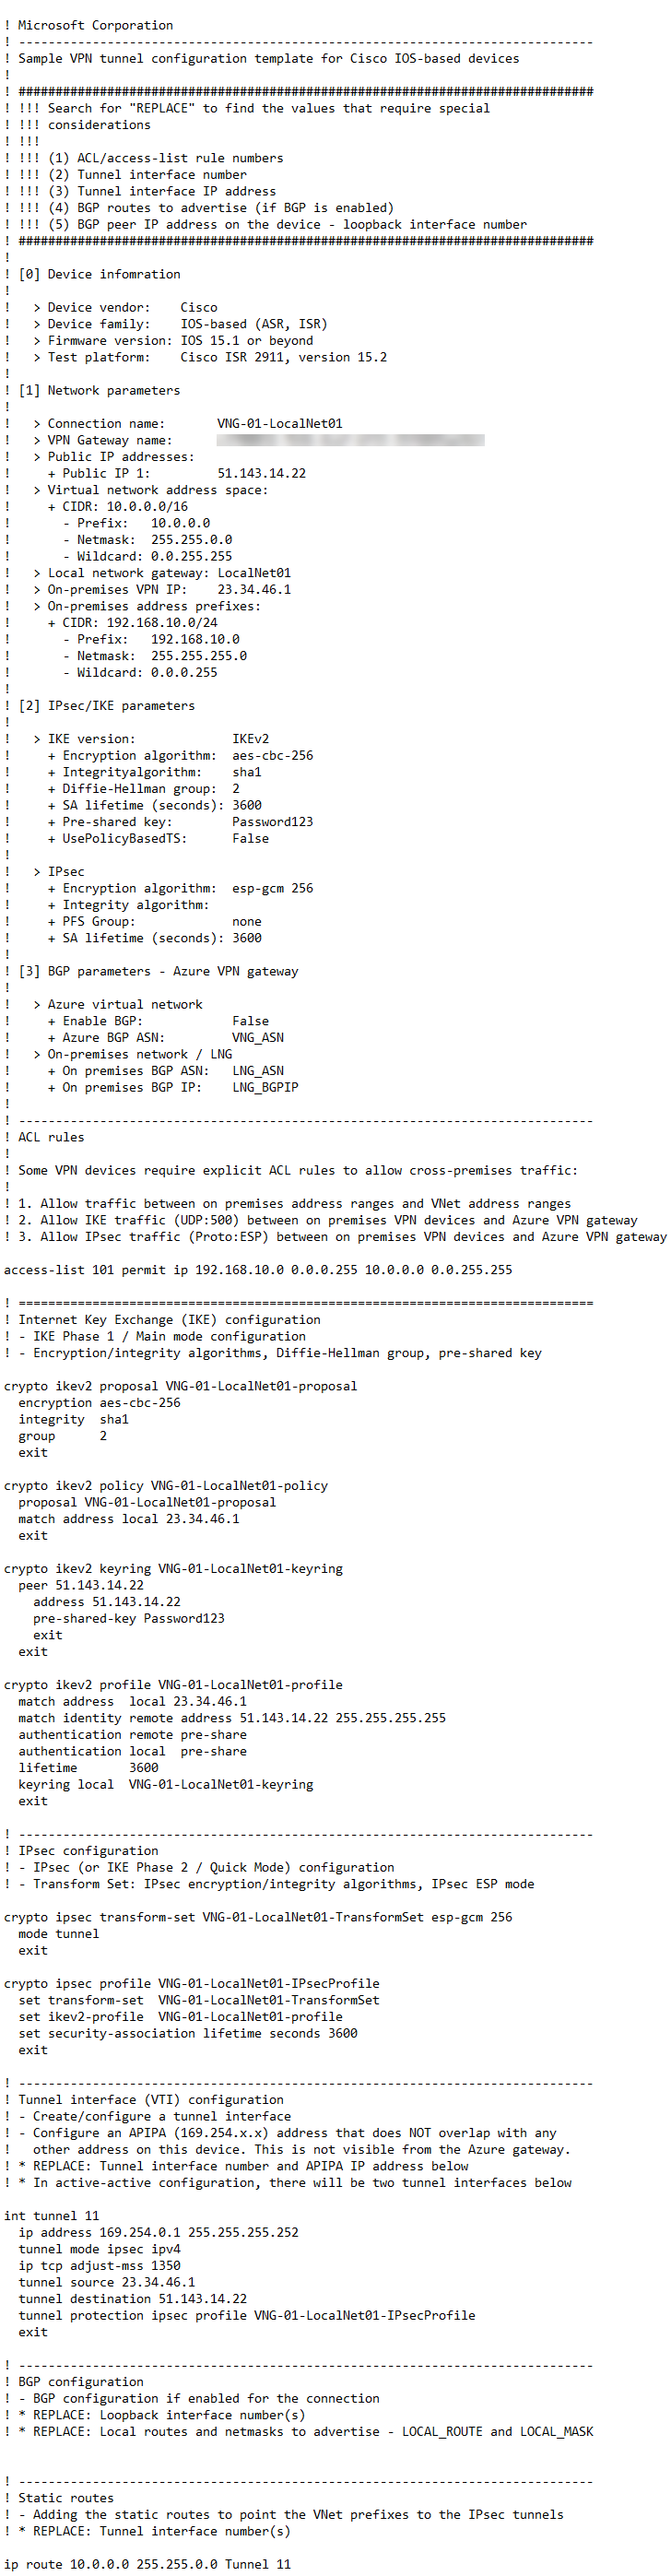 ! Microsoft Corporation
! ------------------------------------------------------------------------------
! Sample VPN tunnel configuration template for Cisco IOS-based devices
!
! ##############################################################################
! !!! Search for "REPLACE" to find the values that require special
! !!! considerations
! !!!
! !!! (1) ACL/access-list rule numbers
! !!! (2) Tunnel interface number
! !!! (3) Tunnel interface IP address
! !!! (4) BGP routes to advertise (if BGP is enabled)
! !!! (5) BGP peer IP address on the device - loopback interface number
! ##############################################################################
!
! [0] Device infomration
!
!   > Device vendor:    Cisco
!   > Device family:    IOS-based (ASR, ISR)
!   > Firmware version: IOS 15.1 or beyond
!   > Test platform:    Cisco ISR 2911, version 15.2
!
! [1] Network parameters
!
!   > Connection name:       VNG-01-LocalNet01
!   > VPN Gateway name:
!   > Public IP addresses:
!     + Public IP 1:         51.143.14.22
!   > Virtual network address space:
!     + CIDR: 10.0.0.0/16
!       - Prefix:   10.0.0.0
!       - Netmask:  255.255.0.0
!       - Wildcard: 0.0.255.255
!   > Local network gateway: LocalNet01
!   > On-premises VPN IP:    23.34.46.1
!   > On-premises address prefixes:
!     + CIDR: 192.168.10.0/24
!       - Prefix:   192.168.10.0
!       - Netmask:  255.255.255.0
!       - Wildcard: 0.0.0.255
!
! [2] IPsec/IKE parameters
!
!   > IKE version:             IKEv2
!     + Encryption algorithm:  aes-cbc-256
!     + Integrityalgorithm:    sha1
!     + Diffie-Hellman group:  2
!     + SA lifetime (seconds): 3600
!     + Pre-shared key:        Password123
!     + UsePolicyBasedTS:      False
!
!   > IPsec
!     + Encryption algorithm:  esp-gcm 256
!     + Integrity algorithm:
!     + PFS Group:             none
!     + SA lifetime (seconds): 3600
!
! [3] BGP parameters - Azure VPN gateway
!
!   > Azure virtual network
!     + Enable BGP:            False
!     + Azure BGP ASN:         VNG_ASN
!   > On-premises network / LNG
!     + On premises BGP ASN:   LNG_ASN
!     + On premises BGP IP:    LNG_BGPIP
!
! ------------------------------------------------------------------------------
! ACL rules
!
! Some VPN devices require explicit ACL rules to allow cross-premises traffic:
!
! 1. Allow traffic between on premises address ranges and VNet address ranges
! 2. Allow IKE traffic (UDP:500) between on premises VPN devices and Azure VPN gateway
! 3. Allow IPsec traffic (Proto:ESP) between on premises VPN devices and Azure VPN gateway

access-list 101 permit ip 192.168.10.0 0.0.0.255 10.0.0.0 0.0.255.255

! ==============================================================================
! Internet Key Exchange (IKE) configuration
! - IKE Phase 1 / Main mode configuration
! - Encryption/integrity algorithms, Diffie-Hellman group, pre-shared key

crypto ikev2 proposal VNG-01-LocalNet01-proposal
  encryption aes-cbc-256
  integrity  sha1
  group      2
  exit

crypto ikev2 policy VNG-01-LocalNet01-policy
  proposal VNG-01-LocalNet01-proposal
  match address local 23.34.46.1
  exit

crypto ikev2 keyring VNG-01-LocalNet01-keyring
  peer 51.143.14.22
    address 51.143.14.22
    pre-shared-key Password123
    exit
  exit

crypto ikev2 profile VNG-01-LocalNet01-profile
  match address  local 23.34.46.1
  match identity remote address 51.143.14.22 255.255.255.255
  authentication remote pre-share
  authentication local  pre-share
  lifetime       3600
  keyring local  VNG-01-LocalNet01-keyring
  exit

! ------------------------------------------------------------------------------
! IPsec configuration
! - IPsec (or IKE Phase 2 / Quick Mode) configuration
! - Transform Set: IPsec encryption/integrity algorithms, IPsec ESP mode

crypto ipsec transform-set VNG-01-LocalNet01-TransformSet esp-gcm 256
  mode tunnel
  exit

crypto ipsec profile VNG-01-LocalNet01-IPsecProfile
  set transform-set  VNG-01-LocalNet01-TransformSet
  set ikev2-profile  VNG-01-LocalNet01-profile
  set security-association lifetime seconds 3600
  exit

! ------------------------------------------------------------------------------
! Tunnel interface (VTI) configuration
! - Create/configure a tunnel interface
! - Configure an APIPA (169.254.x.x) address that does NOT overlap with any
!   other address on this device. This is not visible from the Azure gateway.
! * REPLACE: Tunnel interface number and APIPA IP address below
! * In active-active configuration, there will be two tunnel interfaces below

int tunnel 11
  ip address 169.254.0.1 255.255.255.252
  tunnel mode ipsec ipv4
  ip tcp adjust-mss 1350
  tunnel source 23.34.46.1
  tunnel destination 51.143.14.22
  tunnel protection ipsec profile VNG-01-LocalNet01-IPsecProfile
  exit

! ------------------------------------------------------------------------------
! BGP configuration
! - BGP configuration if enabled for the connection
! * REPLACE: Loopback interface number(s)
! * REPLACE: Local routes and netmasks to advertise - LOCAL_ROUTE and LOCAL_MASK

! ------------------------------------------------------------------------------
! Static routes
! - Adding the static routes to point the VNet prefixes to the IPsec tunnels
! * REPLACE: Tunnel interface number(s)

ip route 10.0.0.0 255.255.0.0 Tunnel 11